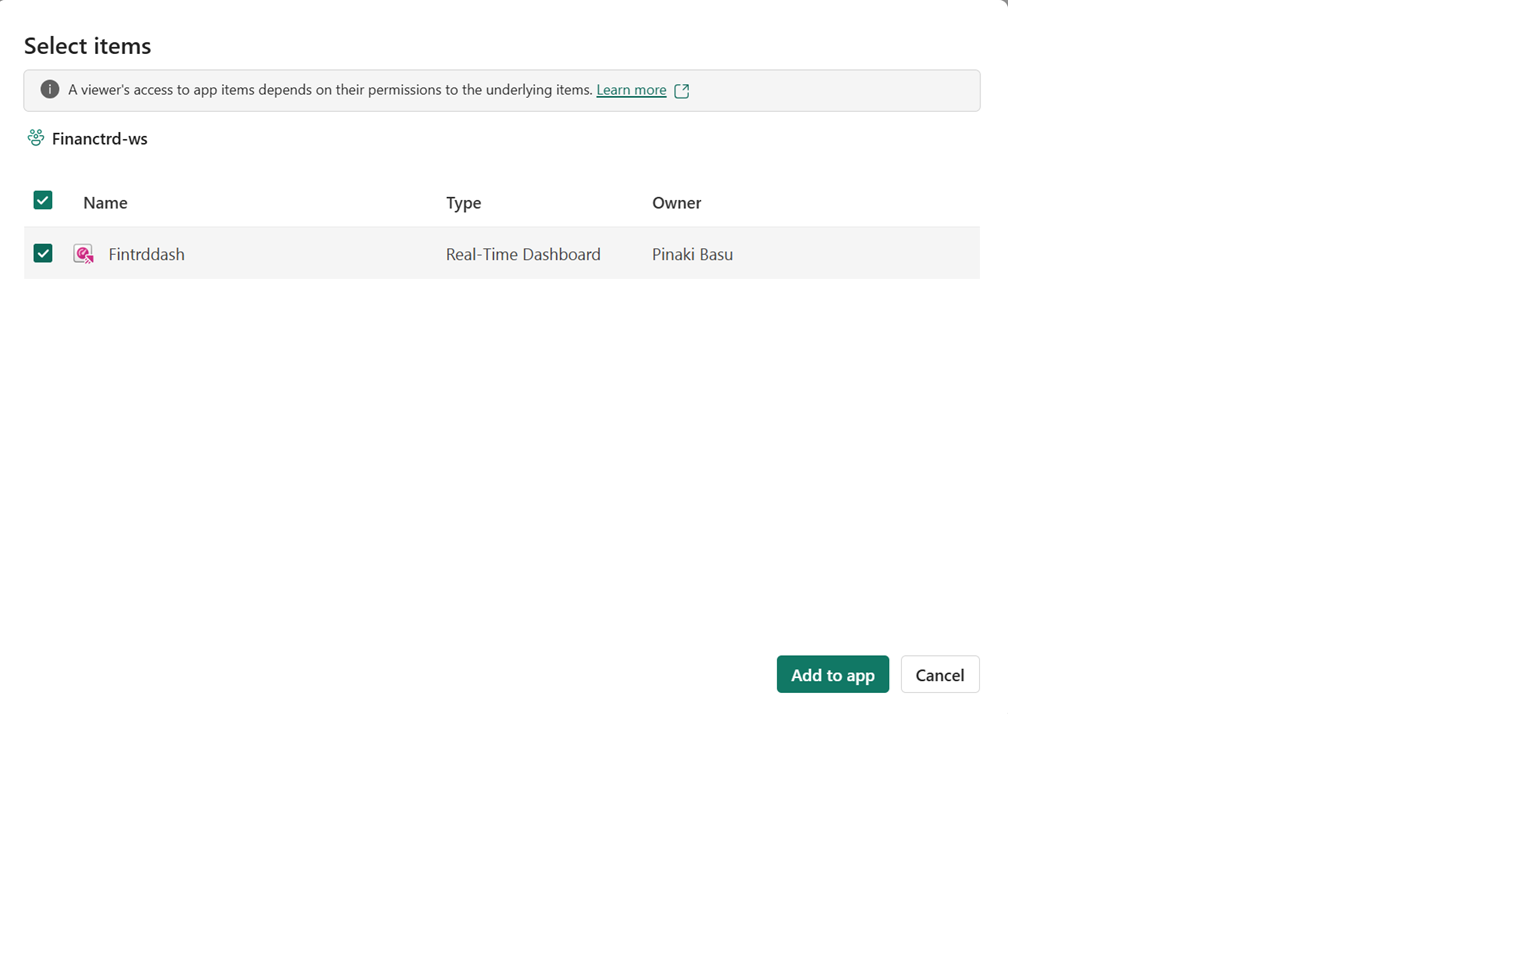 Select items
A viewer's access to app items depends on their permissions to the underlying items. Learn more
Financtrd-ws
Name Type Owner
Fintrddash Real-Time Dashboard Pinaki Basu
Add to app Cancel